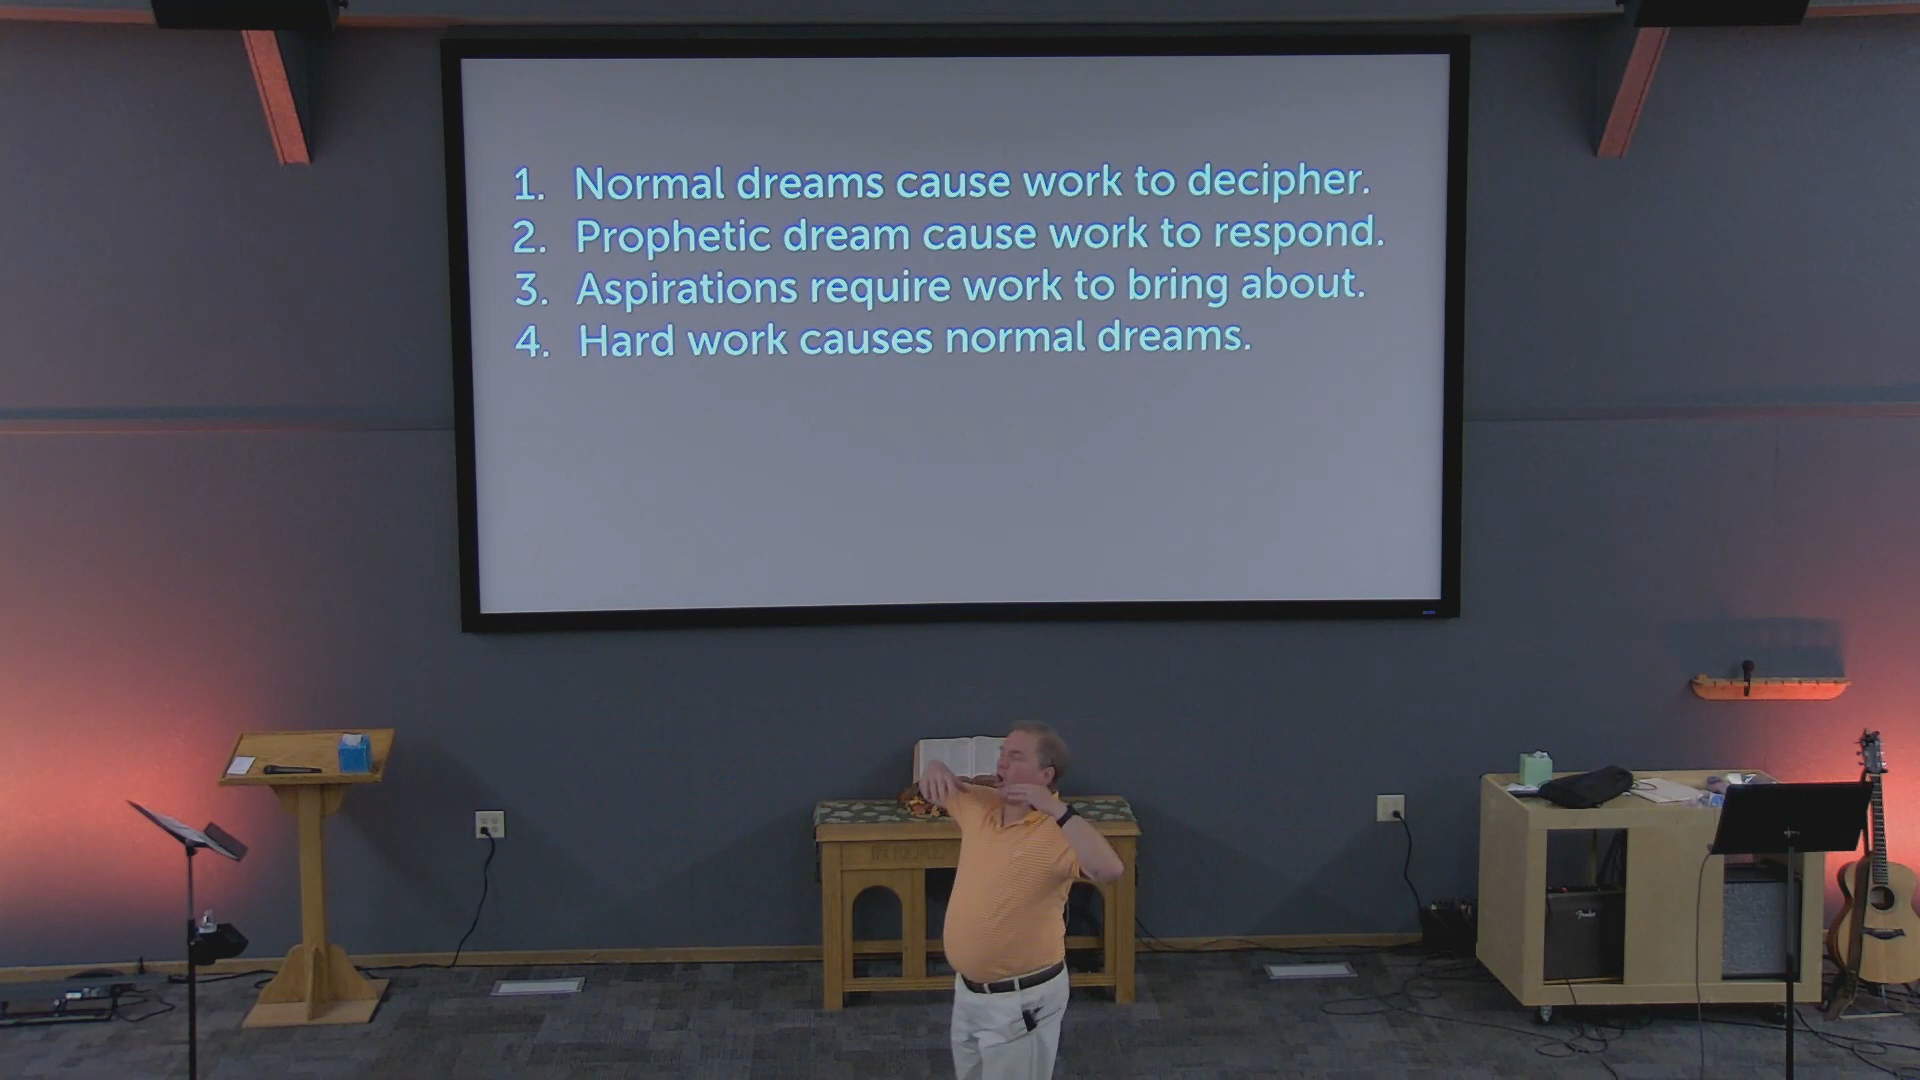 1. Normal dreams cause work to decipher.
2. Prophetic dream cause work to respond.
3. Aspirations require work to bring about.
4. Hard work causes normal dreams.
Fender